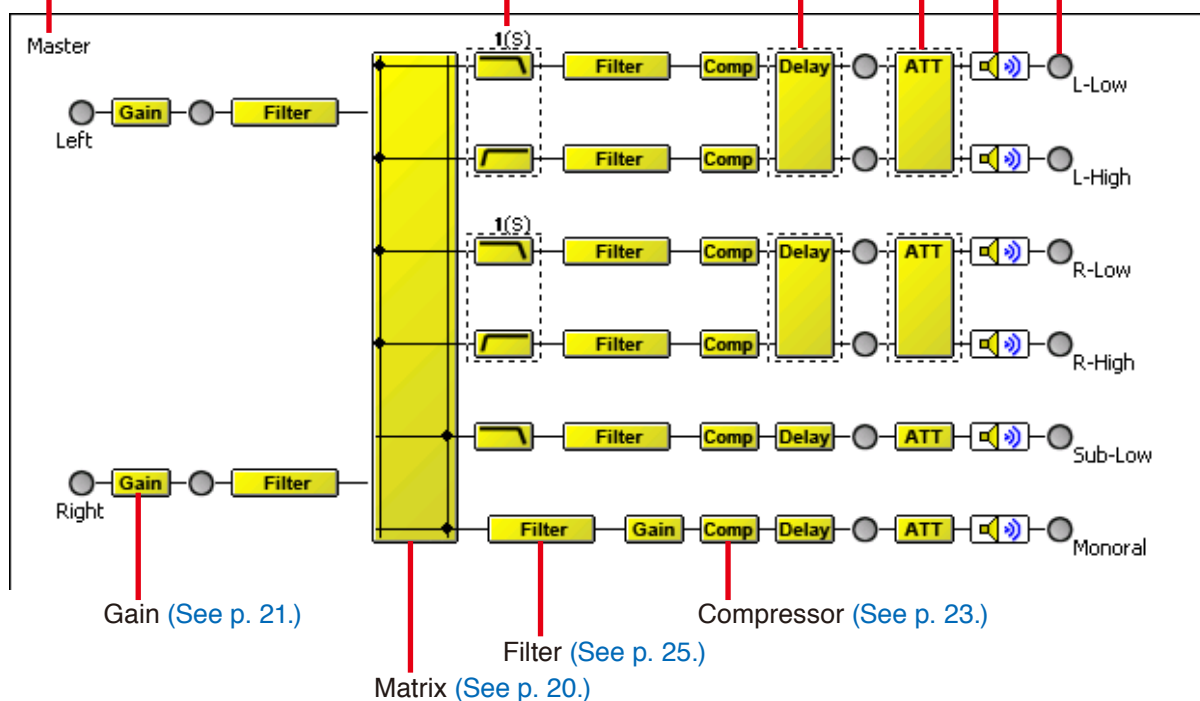 Master
1(S)
Filter Comp Delay ATT
L-Low
Left Gain Filter
Filter Comp
L-High
1(S)
Filter Comp Delay ATT
R-Low
Filter Comp
R-High
Filter Comp Delay ATT
Sub-Low
Right Gain Filter
Filter Gain Comp Delay ATT
Monoral
Gain (See p. 21.)
Compressor (See p. 23.)
Filter (See p. 25.)
Matrix (See p. 20.)